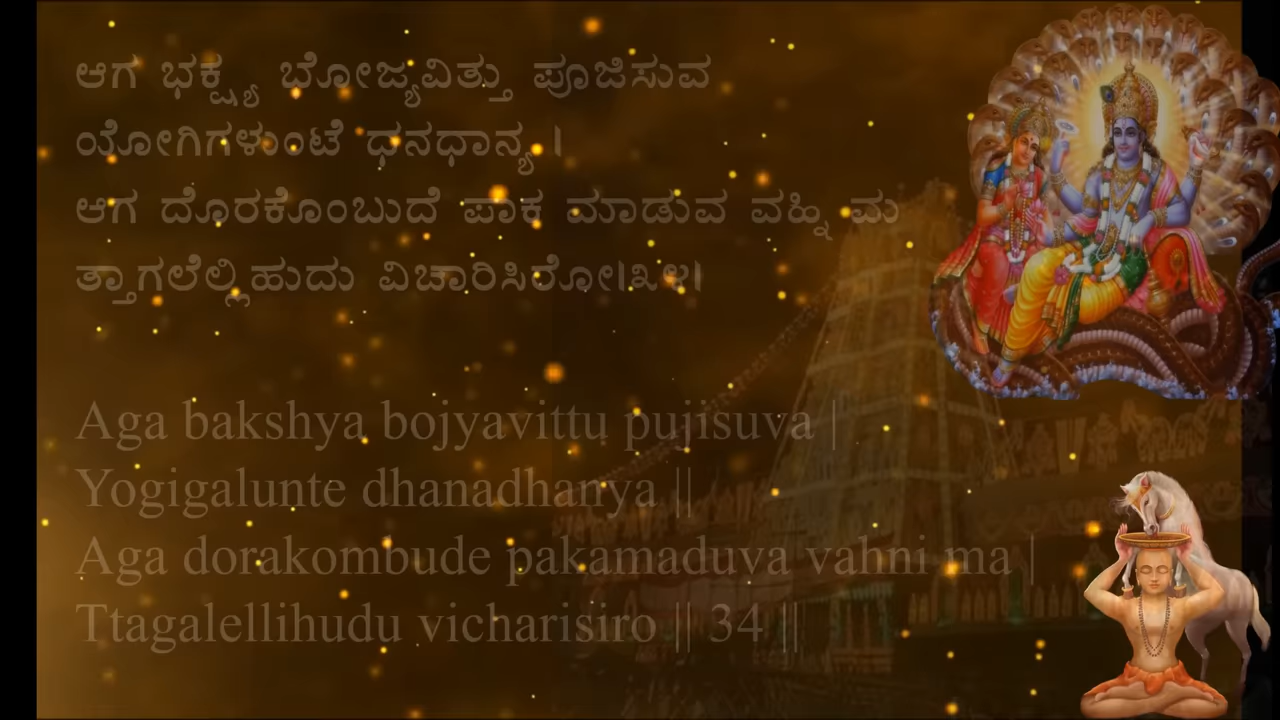 ಆಗ ಭಕ್ಷ್ಯ ಭೋಜ್ಯವಿತ್ತು ಪೂಜಿಸುವ
ಯೋಗಿಗಳುಂಟೆ ಧನಧಾನ್ಯ ।
ಆಗ ದೊರಕೊಂಬುದೆ ಪಾಕ ಮಾಡುವ ವಹ್ನಿ ಮ
ತ್ತಾಗಲೆಲ್ಲಿಹುದು ವಿಚಾರಿಸಿರೋ।೩೪।
Aga bakshya bojyavittu pujisuva |
Yogigalunte dhanadhanya ||
Aga dorakombude pakamaduva vahni ma |
Ttagalellihudu vicharisiro || 34 ||